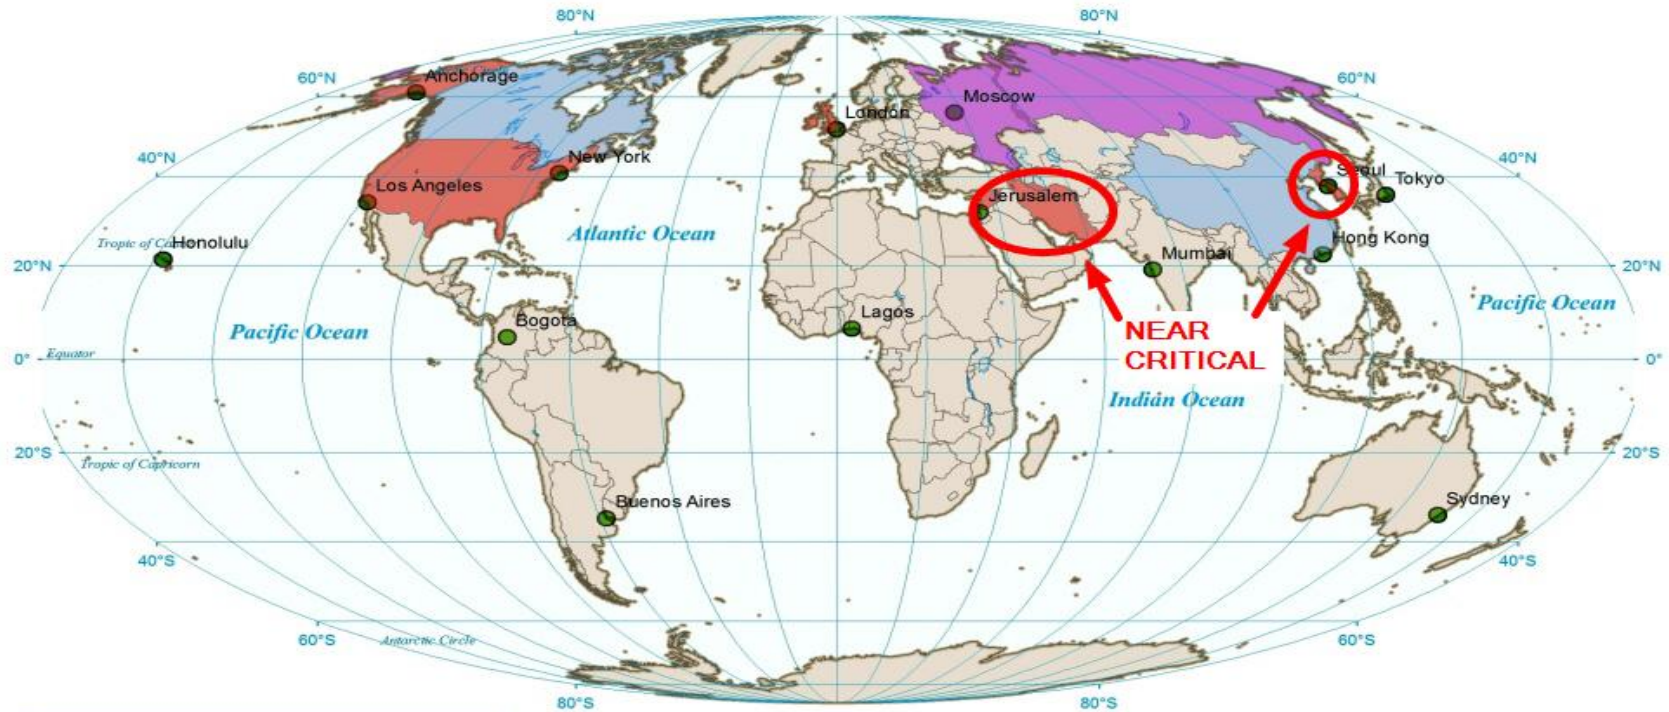 80°N
80°N
60°N
Anchorage
60°N
Moscow
London
40°N
New York
40°N
Los Angeles
Seoul
Tokyo
Jerusalem
Atlantic Ocean
Tropic of
Honolulu
Hong Kong
Mumbai
20°N
20°N
Pacific Ocean
Bogota
Lagos
Pacific Ocean
NEAR
CRITICAL
0°
Equator
0°
Indian Ocean
20°S
Tropic of Capricorn
20°S
Buenos Aires
Sydney
40°S
40°S
60°S
Antarctic Circle
60°S
80°S
80°S